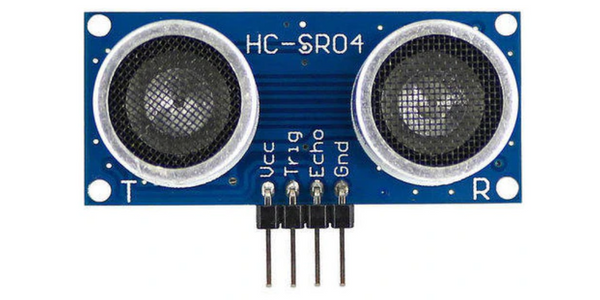 HC-SR04
Vcc
Trig
Echo
Gnd
T
R